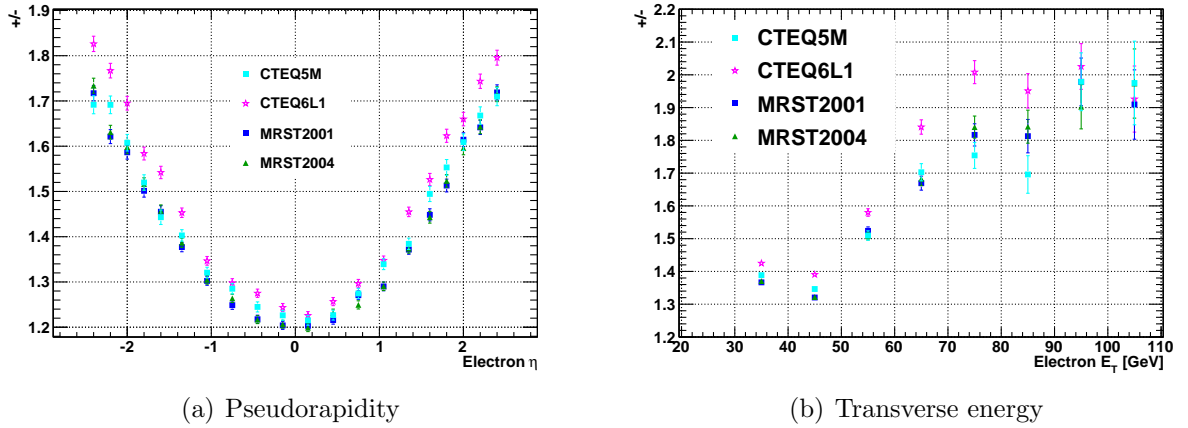 +/-
1.9
1.8
1.7
1.6
1.5
1.4
1.3
1.2
CTEQ5M
CTEQ6L1
MRST2001
MRST2004
-2 -1 0 1 2
Electron η
+/-
2.2
2.1
2
1.9
1.8
1.7
1.6
1.5
1.4
1.3
1.2
CTEQ5M
CTEQ6L1
MRST2001
MRST2004
20 30 40 50 60 70 80 90 100 110
Electron E_T [GeV]
(a) Pseudorapidity
(b) Transverse energy